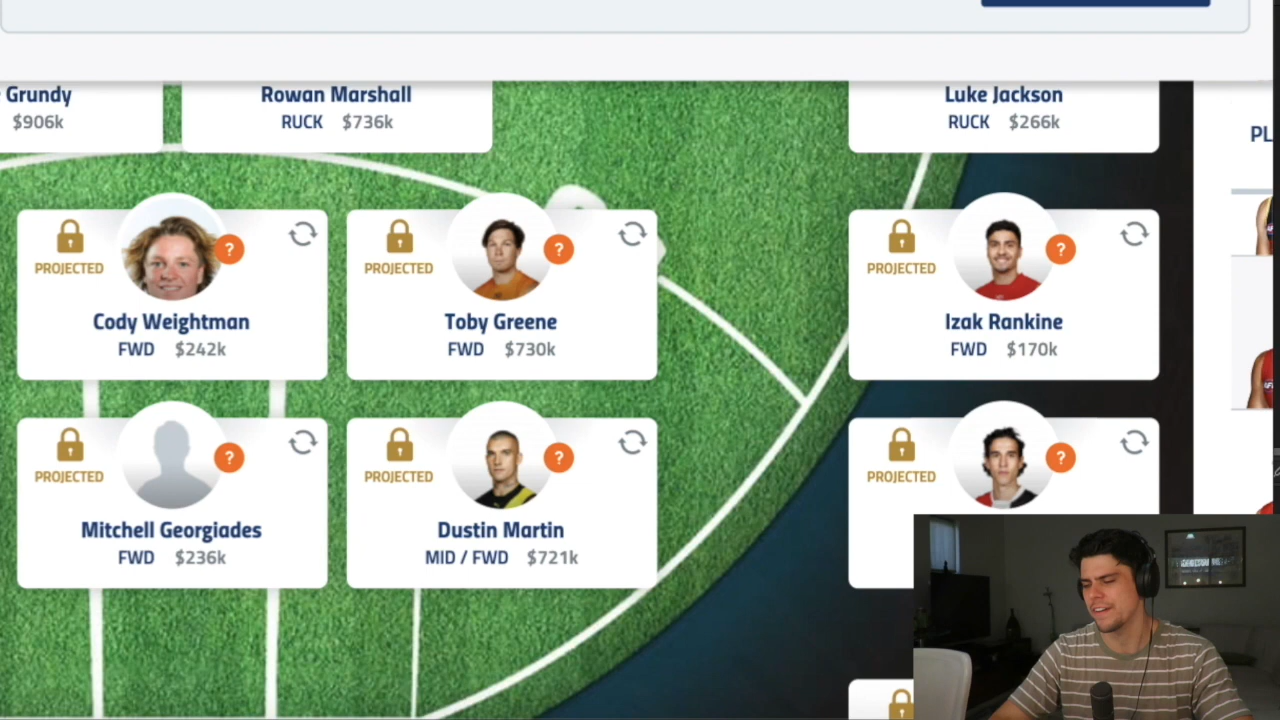 Grundy
$906k
Rowan Marshall
RUCK $736k
Luke Jackson
RUCK $266k
PL
PROJECTED
?
Cody Weightman
FWD $242k
PROJECTED
?
Toby Greene
FWD $730k
PROJECTED
?
Izak Rankine
FWD $170k
PROJECTED
?
Mitchell Georgiades
FWD $236k
PROJECTED
?
Dustin Martin
MID / FWD $721k
PROJECTED
?